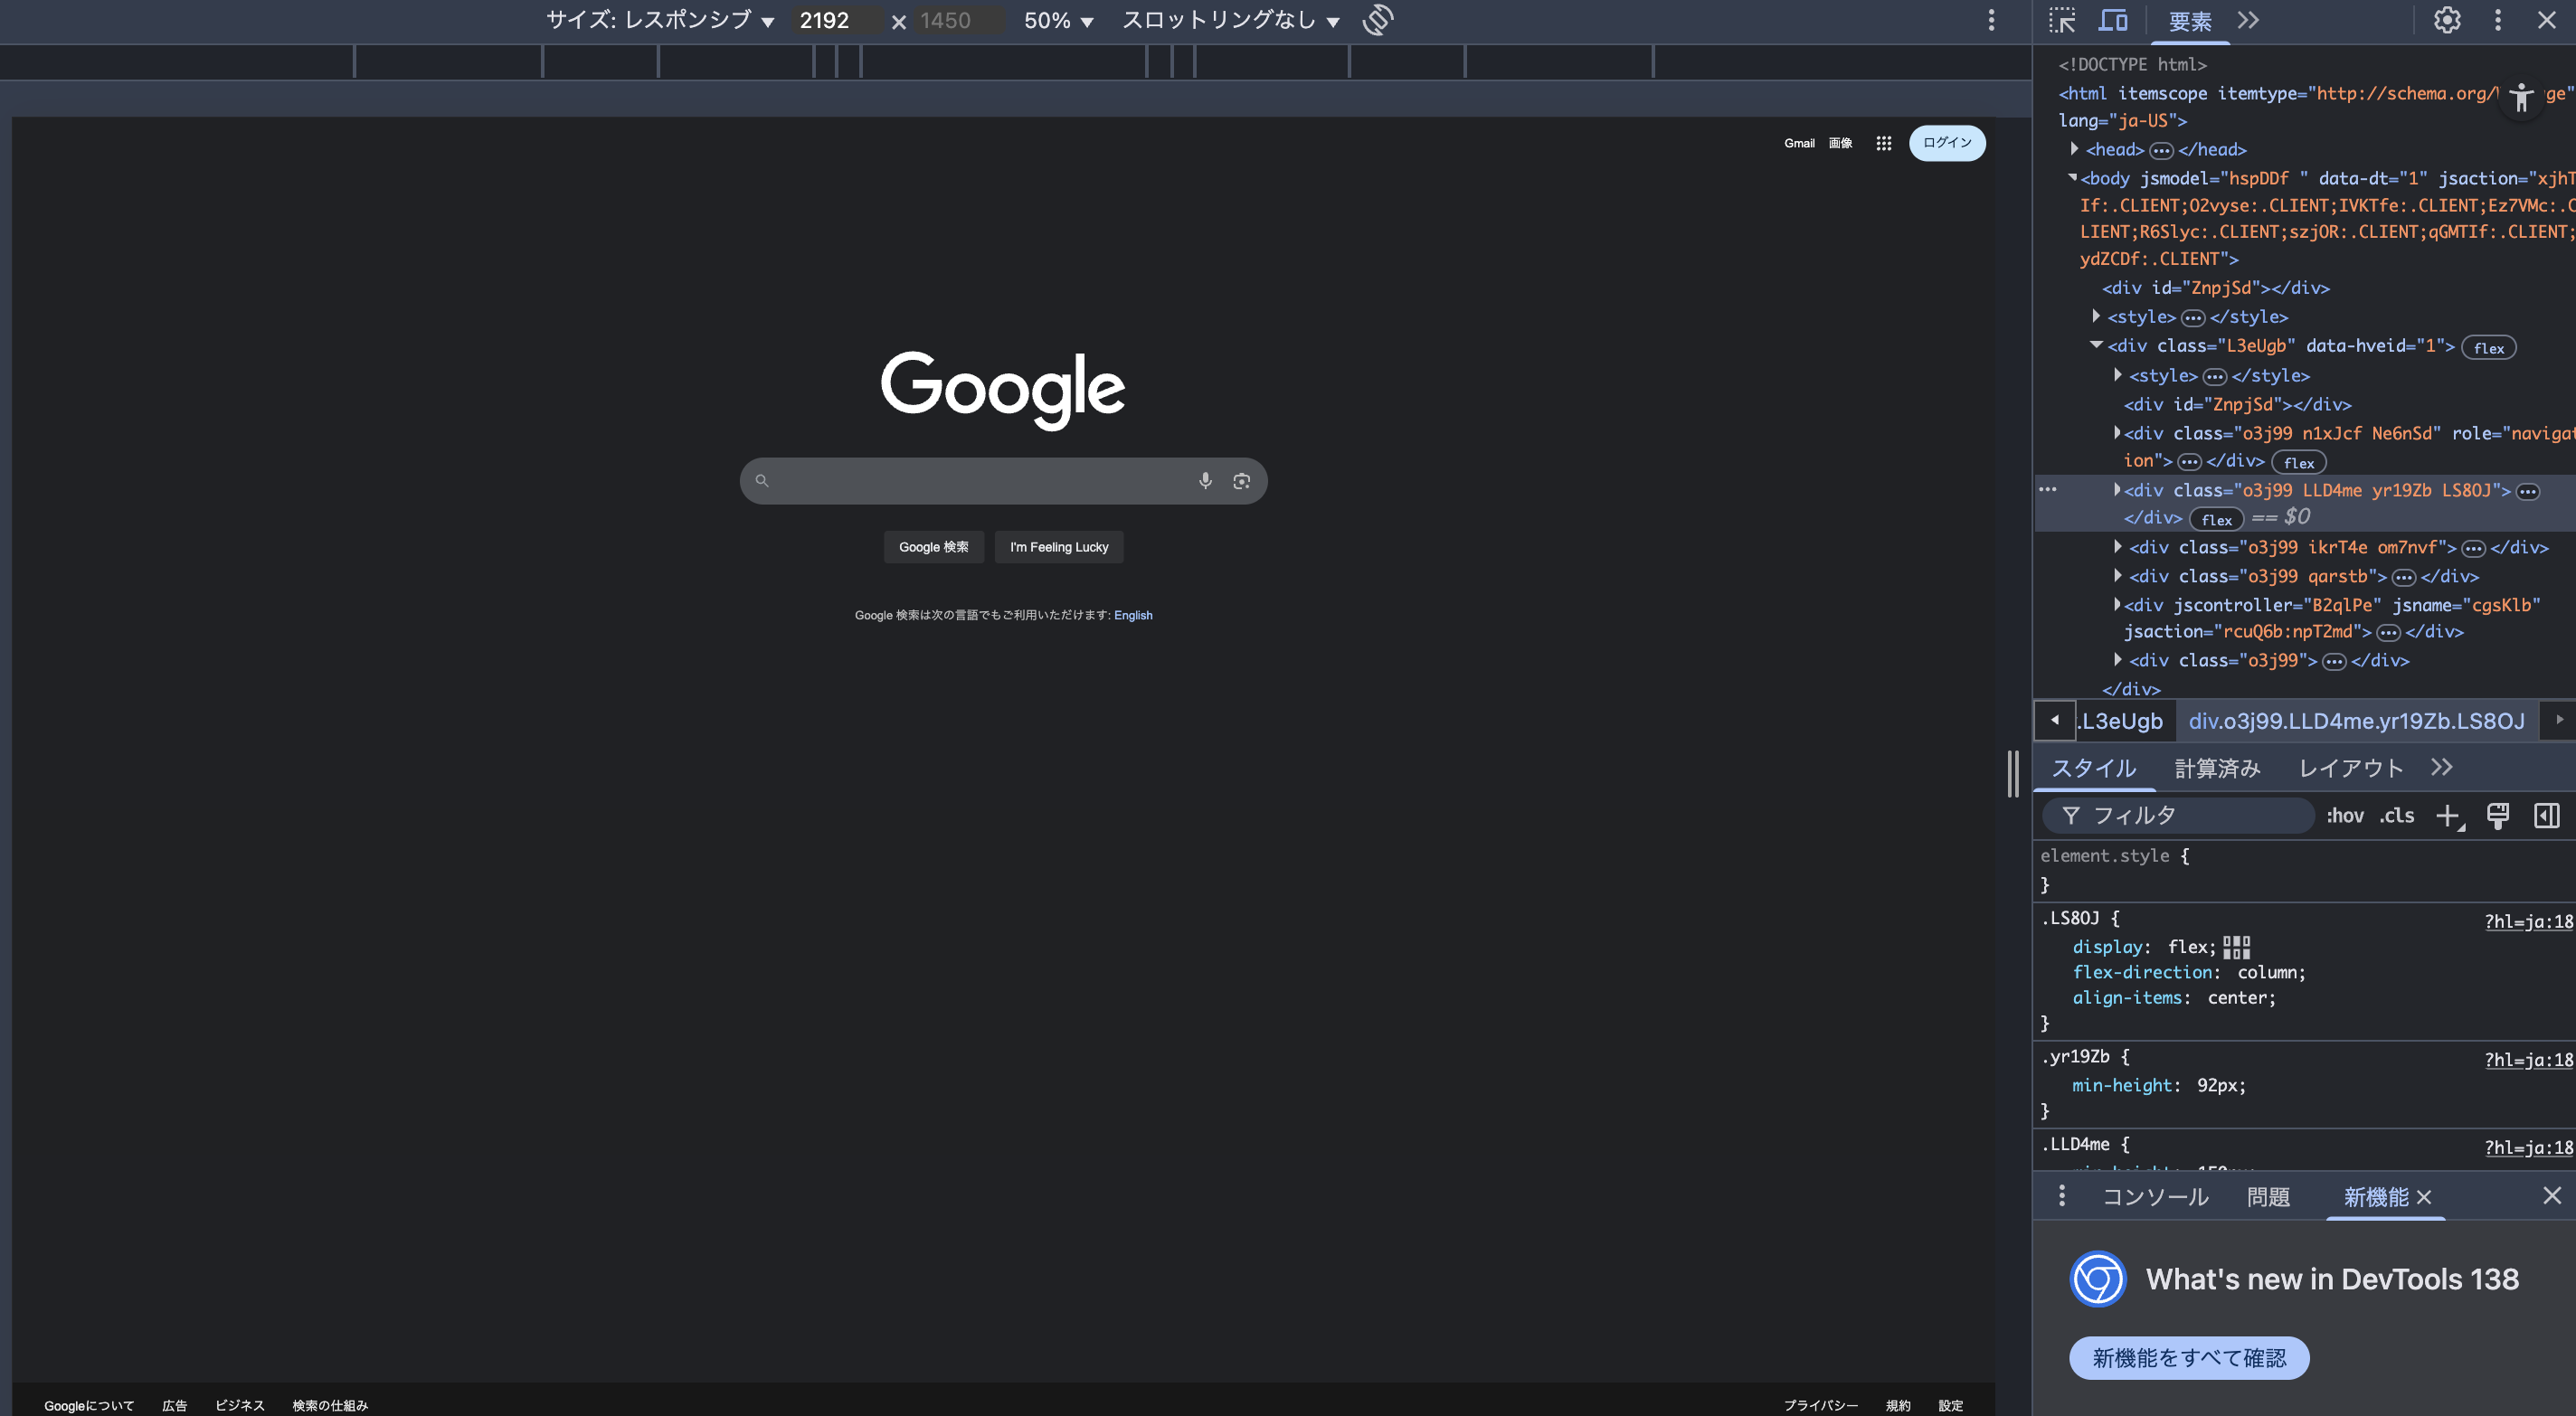 サイズ: レスポンシブ ▼ 2192 × 1450 50% ▼ スロットリングなし ▼
Gmail 画像 ログイン
Google
Google 検索 I'm Feeling Lucky
Google 検索は次の言語でもご利用いただけます: English
Googleについて 広告 ビジネス 検索の仕組み プライバシー 規約 設定
要素
<!DOCTYPE html>
<html itemscope itemtype="http://schema.org/ ge"
lang="ja-US">
<head> ••• </head>
<body jsmodel="hspDDf " data-dt="1" jsaction="xjhT
If:.CLIENT;O2vyse:.CLIENT;IVKTfe:.CLIENT;Ez7VMc:.C
LIENT;R6Slyc:.CLIENT;szjOR:.CLIENT;qGMTIf:.CLIENT;
ydZCDf:.CLIENT">
<div id="ZnpjSd"></div>
<style> ••• </style>
<div class="L3eUgb" data-hveid="1"> flex
<style> ••• </style>
<div id="ZnpjSd"></div>
<div class="o3j99 n1xJcf Ne6nSd" role="navigat
ion"> ••• </div> flex
<div class="o3j99 LLD4me yr19Zb LS8OJ"> •••
</div> flex == $0
<div class="o3j99 ikrT4e om7nvf"> ••• </div>
<div class="o3j99 qarstb"> ••• </div>
<div jscontroller="B2qlPe" jsname="cgsKlb"
jsaction="rcuQ6b:npT2md"> ••• </div>
<div class="o3j99"> ••• </div>
</div>
.L3eUgb div.o3j99.LLD4me.yr19Zb.LS8OJ
スタイル 計算済み レイアウト
フィルタ :hov .cls
element.style {
}
.LS8OJ { ?hl=ja:18
display: flex;
flex-direction: column;
align-items: center;
}
.yr19Zb { ?hl=ja:18
min-height: 92px;
}
.LLD4me { ?hl=ja:18
min-height: 150px;
コンソール 問題 新機能
What's new in DevTools 138
新機能をすべて確認